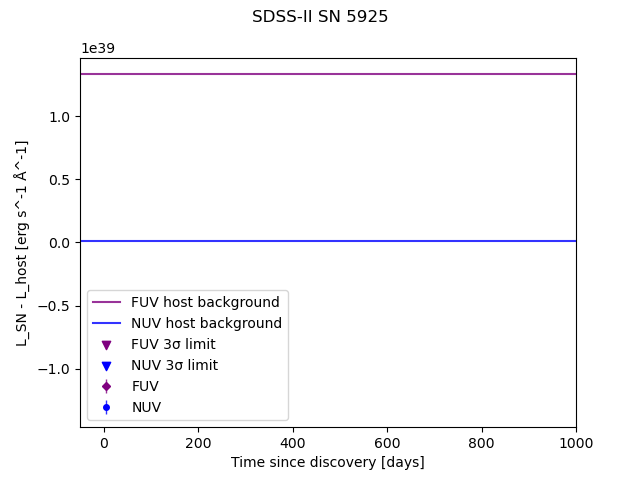 SDSS-II SN 5925
1e39
1.0
0.5
0.0
−0.5
−1.0
L_SN - L_host [erg s^-1 Å^-1]
FUV host background
NUV host background
FUV 3σ limit
NUV 3σ limit
FUV
NUV
0 200 400 600 800 1000
Time since discovery [days]